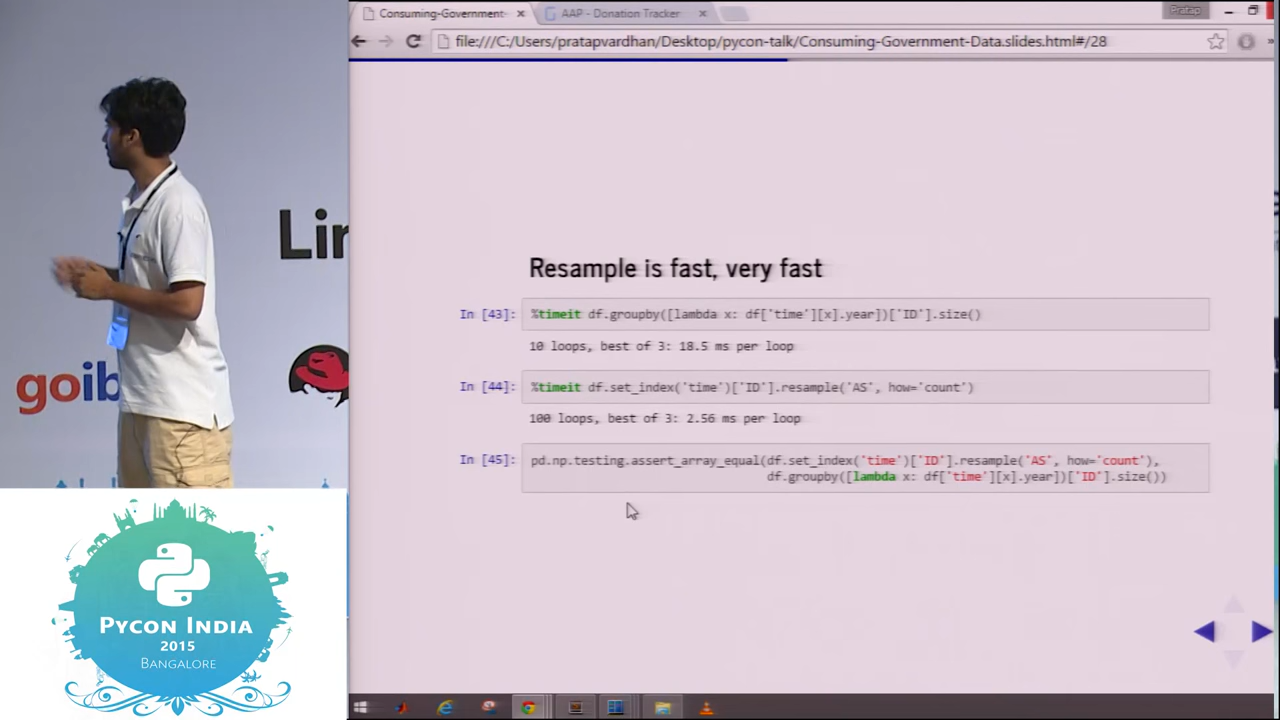 Consuming-Government-
AAP - Donation Tracker
Pratap
file:///C:/Users/pratapvardhan/Desktop/pycon-talk/Consuming-Government-Data.slides.html#/28
Resample is fast, very fast
In [43]:
%timeit df.groupby([lambda x: df['time'][x].year])['ID'].size()
10 loops, best of 3: 18.5 ms per loop
In [44]:
%timeit df.set_index('time')['ID'].resample('AS', how='count')
100 loops, best of 3: 2.56 ms per loop
In [45]:
pd.np.testing.assert_array_equal(df.set_index('time')['ID'].resample('AS', how='count'),
df.groupby([lambda x: df['time'][x].year])['ID'].size())
Lin
goib
PYCON INDIA
2015
BANGALORE